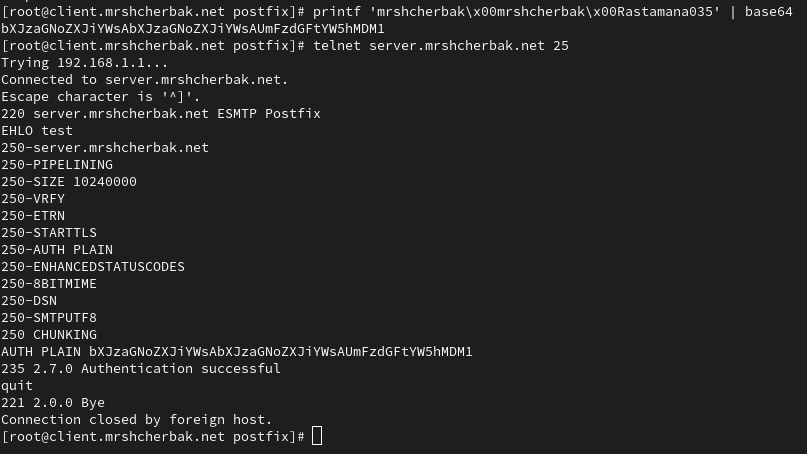 [root@client.mrshcherbak.net postfix]# printf 'mrshcherbak\x00mrshcherbak\x00Rastamana035' | base64
bXJzaGNoZXJiYWsAbXJzaGNoZXJiYWsAUmFzdGFtYW5hMDM1
[root@client.mrshcherbak.net postfix]# telnet server.mrshcherbak.net 25
Trying 192.168.1.1...
Connected to server.mrshcherbak.net.
Escape character is '^]'.
220 server.mrshcherbak.net ESMTP Postfix
EHLO test
250-server.mrshcherbak.net
250-PIPELINING
250-SIZE 10240000
250-VRFY
250-ETRN
250-STARTTLS
250-AUTH PLAIN
250-ENHANCEDSTATUSCODES
250-8BITMIME
250-DSN
250-SMTPUTF8
250 CHUNKING
AUTH PLAIN bXJzaGNoZXJiYWsAbXJzaGNoZXJiYWsAUmFzdGFtYW5hMDM1
235 2.7.0 Authentication successful
quit
221 2.0.0 Bye
Connection closed by foreign host.
[root@client.mrshcherbak.net postfix]#